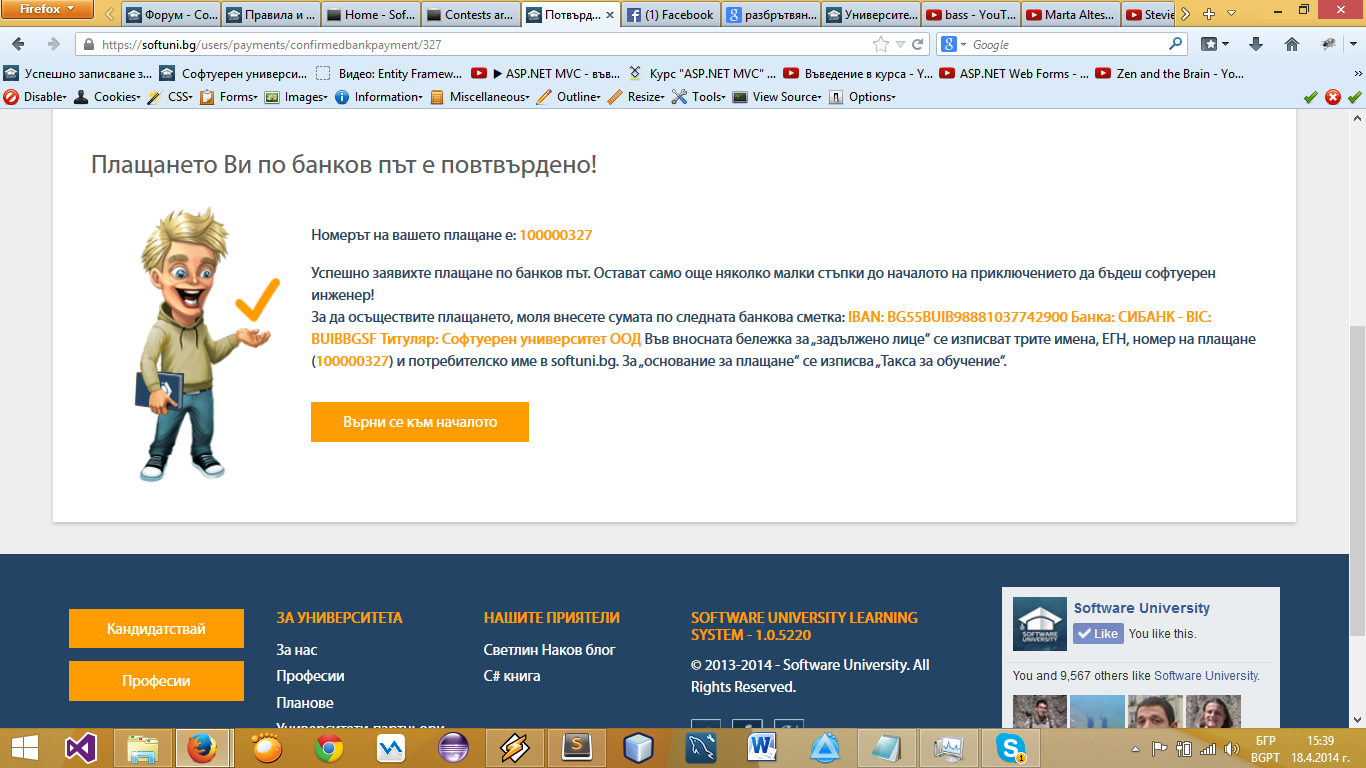 Firefox
Форум - Со...
Правила и ...
Home - Sof...
Contests ar...
Потвърд...
(1) Facebook
разбрътвян...
Университе...
bass - YouT...
Marta Altes...
Stevie
https://softuni.bg/users/payments/confirmedbankpayment/327
Google
Успешно записване з...
Софтуерен универси...
Видео: Entity Framew...
▶ ASP.NET MVC - във...
Курс "ASP.NET MVC" ...
Въведение в курса - Y...
ASP.NET Web Forms - ...
Zen and the Brain - Yo...
Disable
Cookies
CSS
Forms
Images
Information
Miscellaneous
Outline
Resize
Tools
View Source
Options
Плащането Ви по банков път е повтвърдено!
Номерът на вашето плащане е: 100000327
Успешно заявихте плащане по банков път. Остават само още няколко малки стъпки до началото на приключението да бъдеш софтуерен
инженер!
За да осъществите плащането, моля внесете сумата по следната банкова сметка: IBAN: BG55BUIB98881037742900 Банка: СИБАНК - BIC:
BUIBBGSF Титуляр: Софтуерен университет ООД Във вносната бележка за „задължено лице“ се изписват трите имена, ЕГН, номер на плащане
(100000327) и потребителско име в softuni.bg. За „основание за плащане“ се изписва „Такса за обучение“.
Върни се към началото
Кандидатствай
Професии
ЗА УНИВЕРСИТЕТА
За нас
Професии
Планове
Университети-партньори
НАШИТЕ ПРИЯТЕЛИ
Светлин Наков блог
C# книга
SOFTWARE UNIVERSITY LEARNING
SYSTEM - 1.0.5220
© 2013-2014 - Software University. All
Rights Reserved.
SOFTWARE
UNIVERSITY
Software University
Like
You like this.
You and 9,567 others like Software University.
БГР
BGPT
15:39
18.4.2014 г.